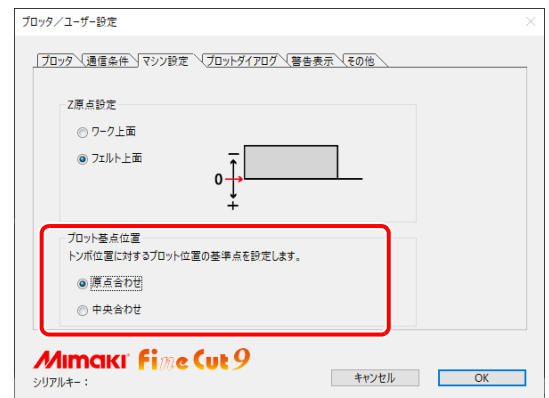 プロッタ／ユーザー設定
プロッタ 通信条件 マシン設定 プロットダイアログ 警告表示 その他
Z原点設定
ワーク上面
フェルト上面
−
0
+
プロット基点位置
トンボ位置に対するプロット位置の基準点を設定します。
原点合わせ
中央合わせ
Mimaki Fine Cut 9
シリアルキー：
キャンセル OK